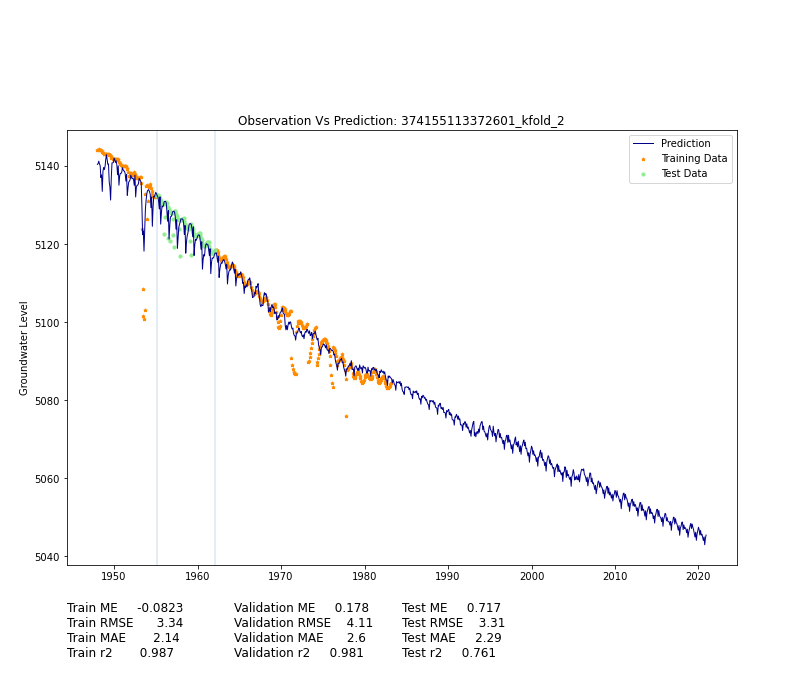 Observation Vs Prediction: 374155113372601_kfold_2
Prediction
Training Data
Test Data
Groundwater Level
5140
5120
5100
5080
5060
5040
1950 1960 1970 1980 1990 2000 2010 2020
Train ME -0.0823 Validation ME 0.178 Test ME 0.717
Train RMSE 3.34 Validation RMSE 4.11 Test RMSE 3.31
Train MAE 2.14 Validation MAE 2.6 Test MAE 2.29
Train r2 0.987 Validation r2 0.981 Test r2 0.761